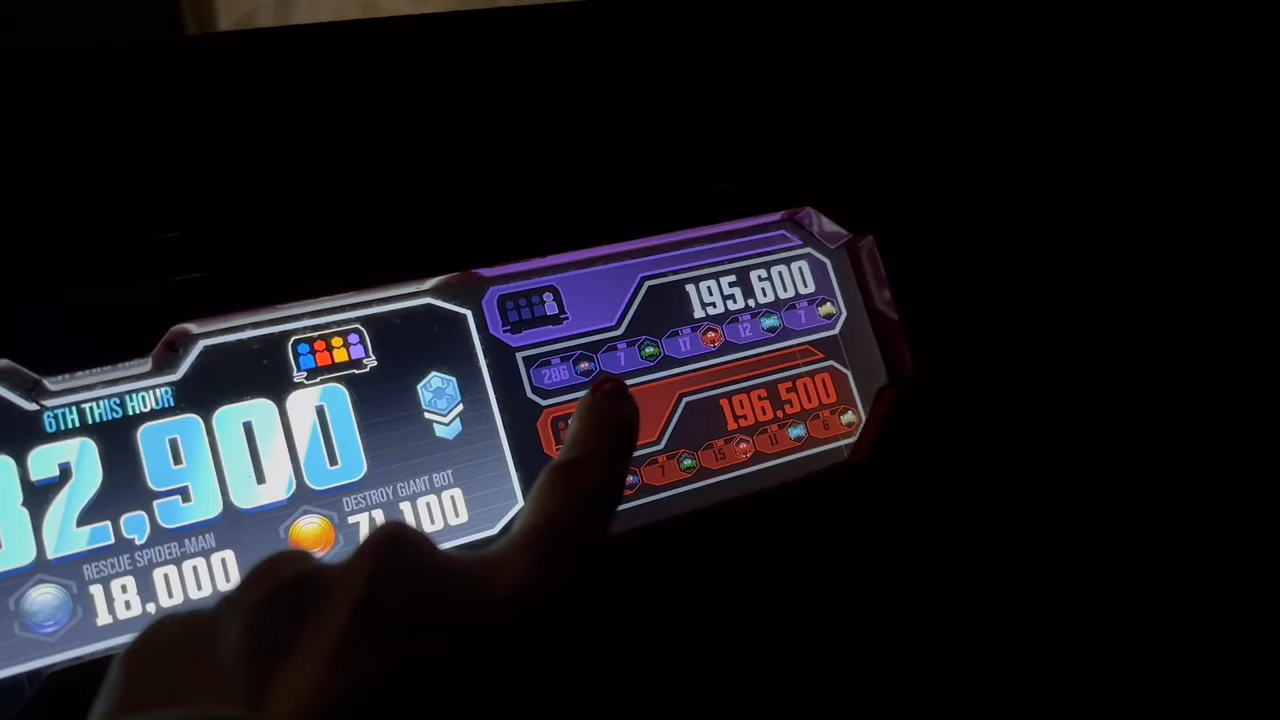 6TH THIS HOUR
32,900
RESCUE SPIDER-MAN
18,000
DESTROY GIANT BOT
71,100
195,600
286 7 17 12 7
196,500
7 15 11 6